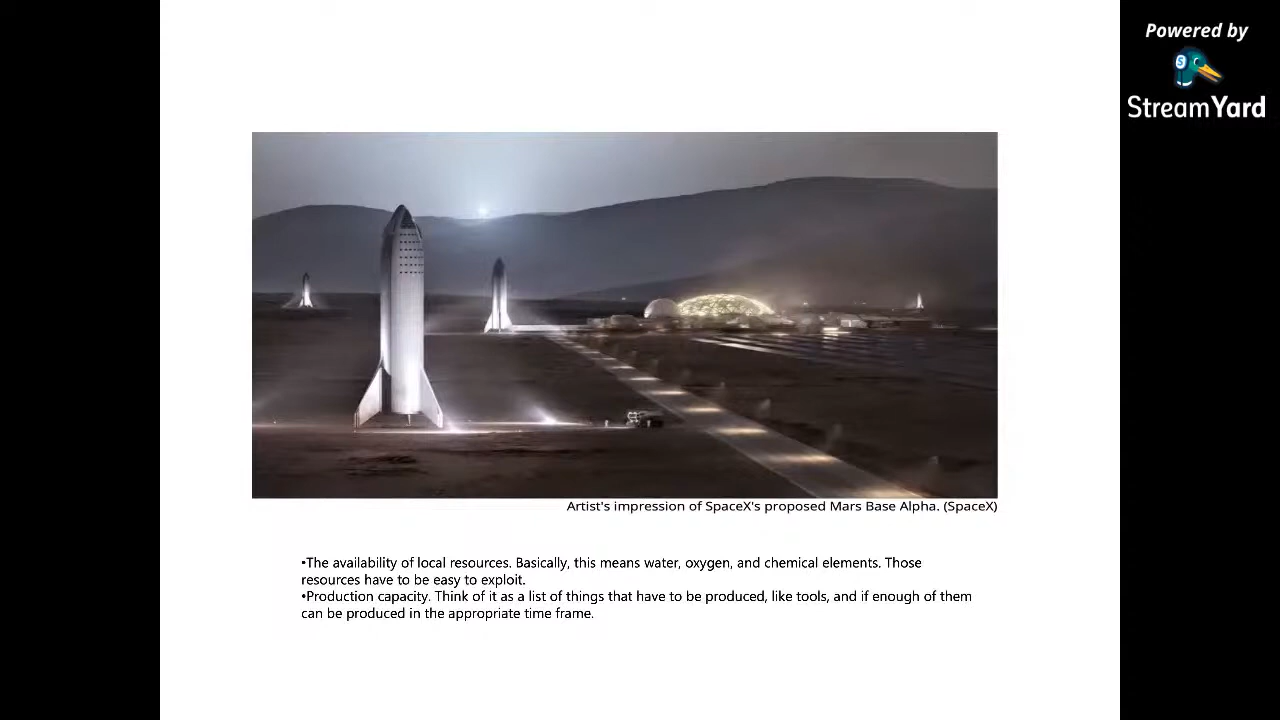 Powered by
StreamYard
Artist's impression of SpaceX's proposed Mars Base Alpha. (SpaceX)
•The availability of local resources. Basically, this means water, oxygen, and chemical elements. Those
resources have to be easy to exploit.
•Production capacity. Think of it as a list of things that have to be produced, like tools, and if enough of them
can be produced in the appropriate time frame.